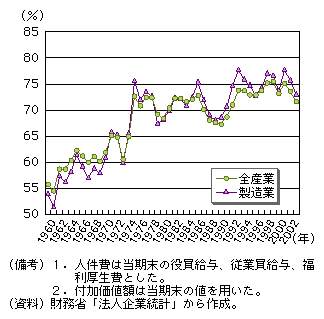 (%)
85
80
75
70
65
60
55
50
全産業
製造業
1960 1962 1964 1966 1968 1970 1972 1974 1976 1978 1980 1982 1984 1986 1988 1990 1992 1994 1996 1998 2000 2002 (年)
(備考) 1. 人件費は当期末の役員給与、従業員給与、福
利厚生費とした。
2. 付加価値額は当期末の値を用いた。
(資料) 財務省「法人企業統計」から作成。